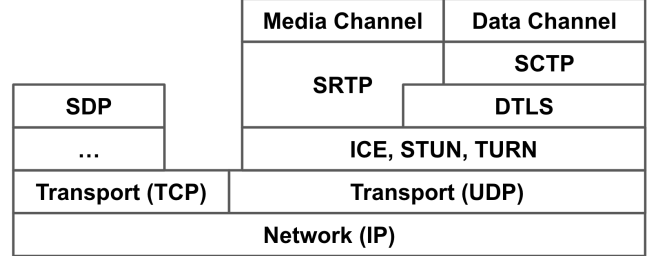 Media Channel
Data Channel
SRTP
SCTP
SDP
DTLS
...
ICE, STUN, TURN
Transport (TCP)
Transport (UDP)
Network (IP)